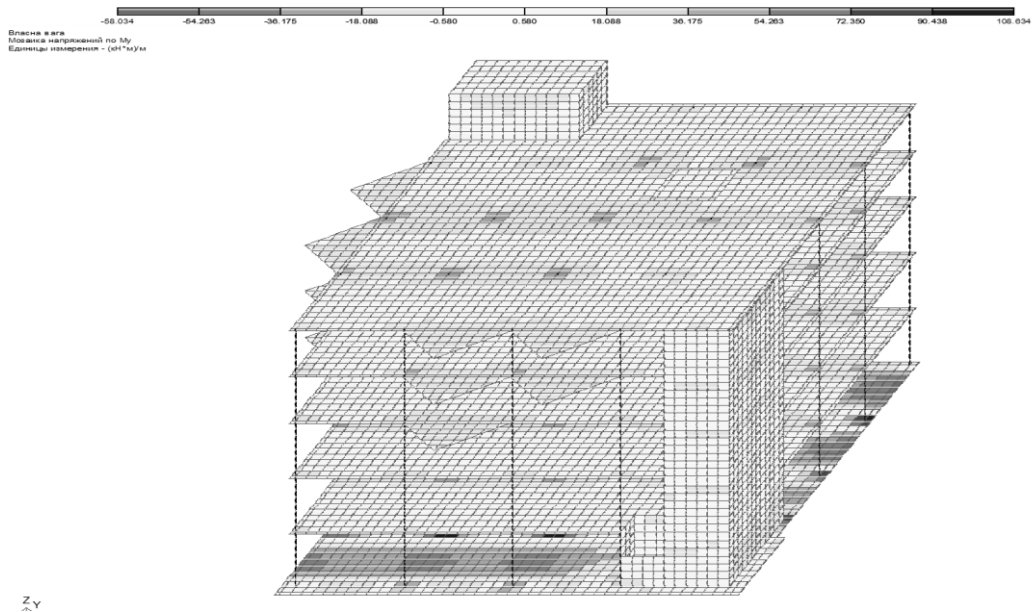 -58.034 -54.263 -36.175 -18.088 -0.580 0.580 18.088 36.175 54.263 72.350 90.438 108.634
Власна вага
Мозаика напряжений по My
Единицы измерения - (кН*м)/м
Z
Y